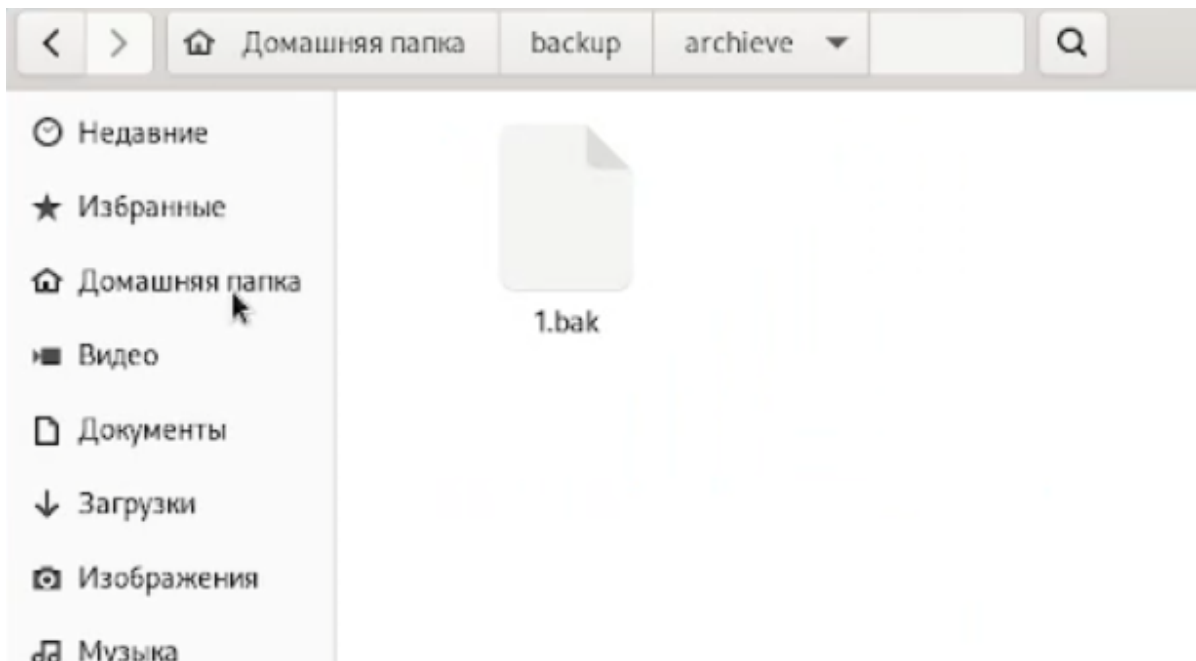 Домашняя папка backup archieve
Недавние
Избранные
Домашняя папка
Видео
Документы
Загрузки
Изображения
Музыка
1.bak